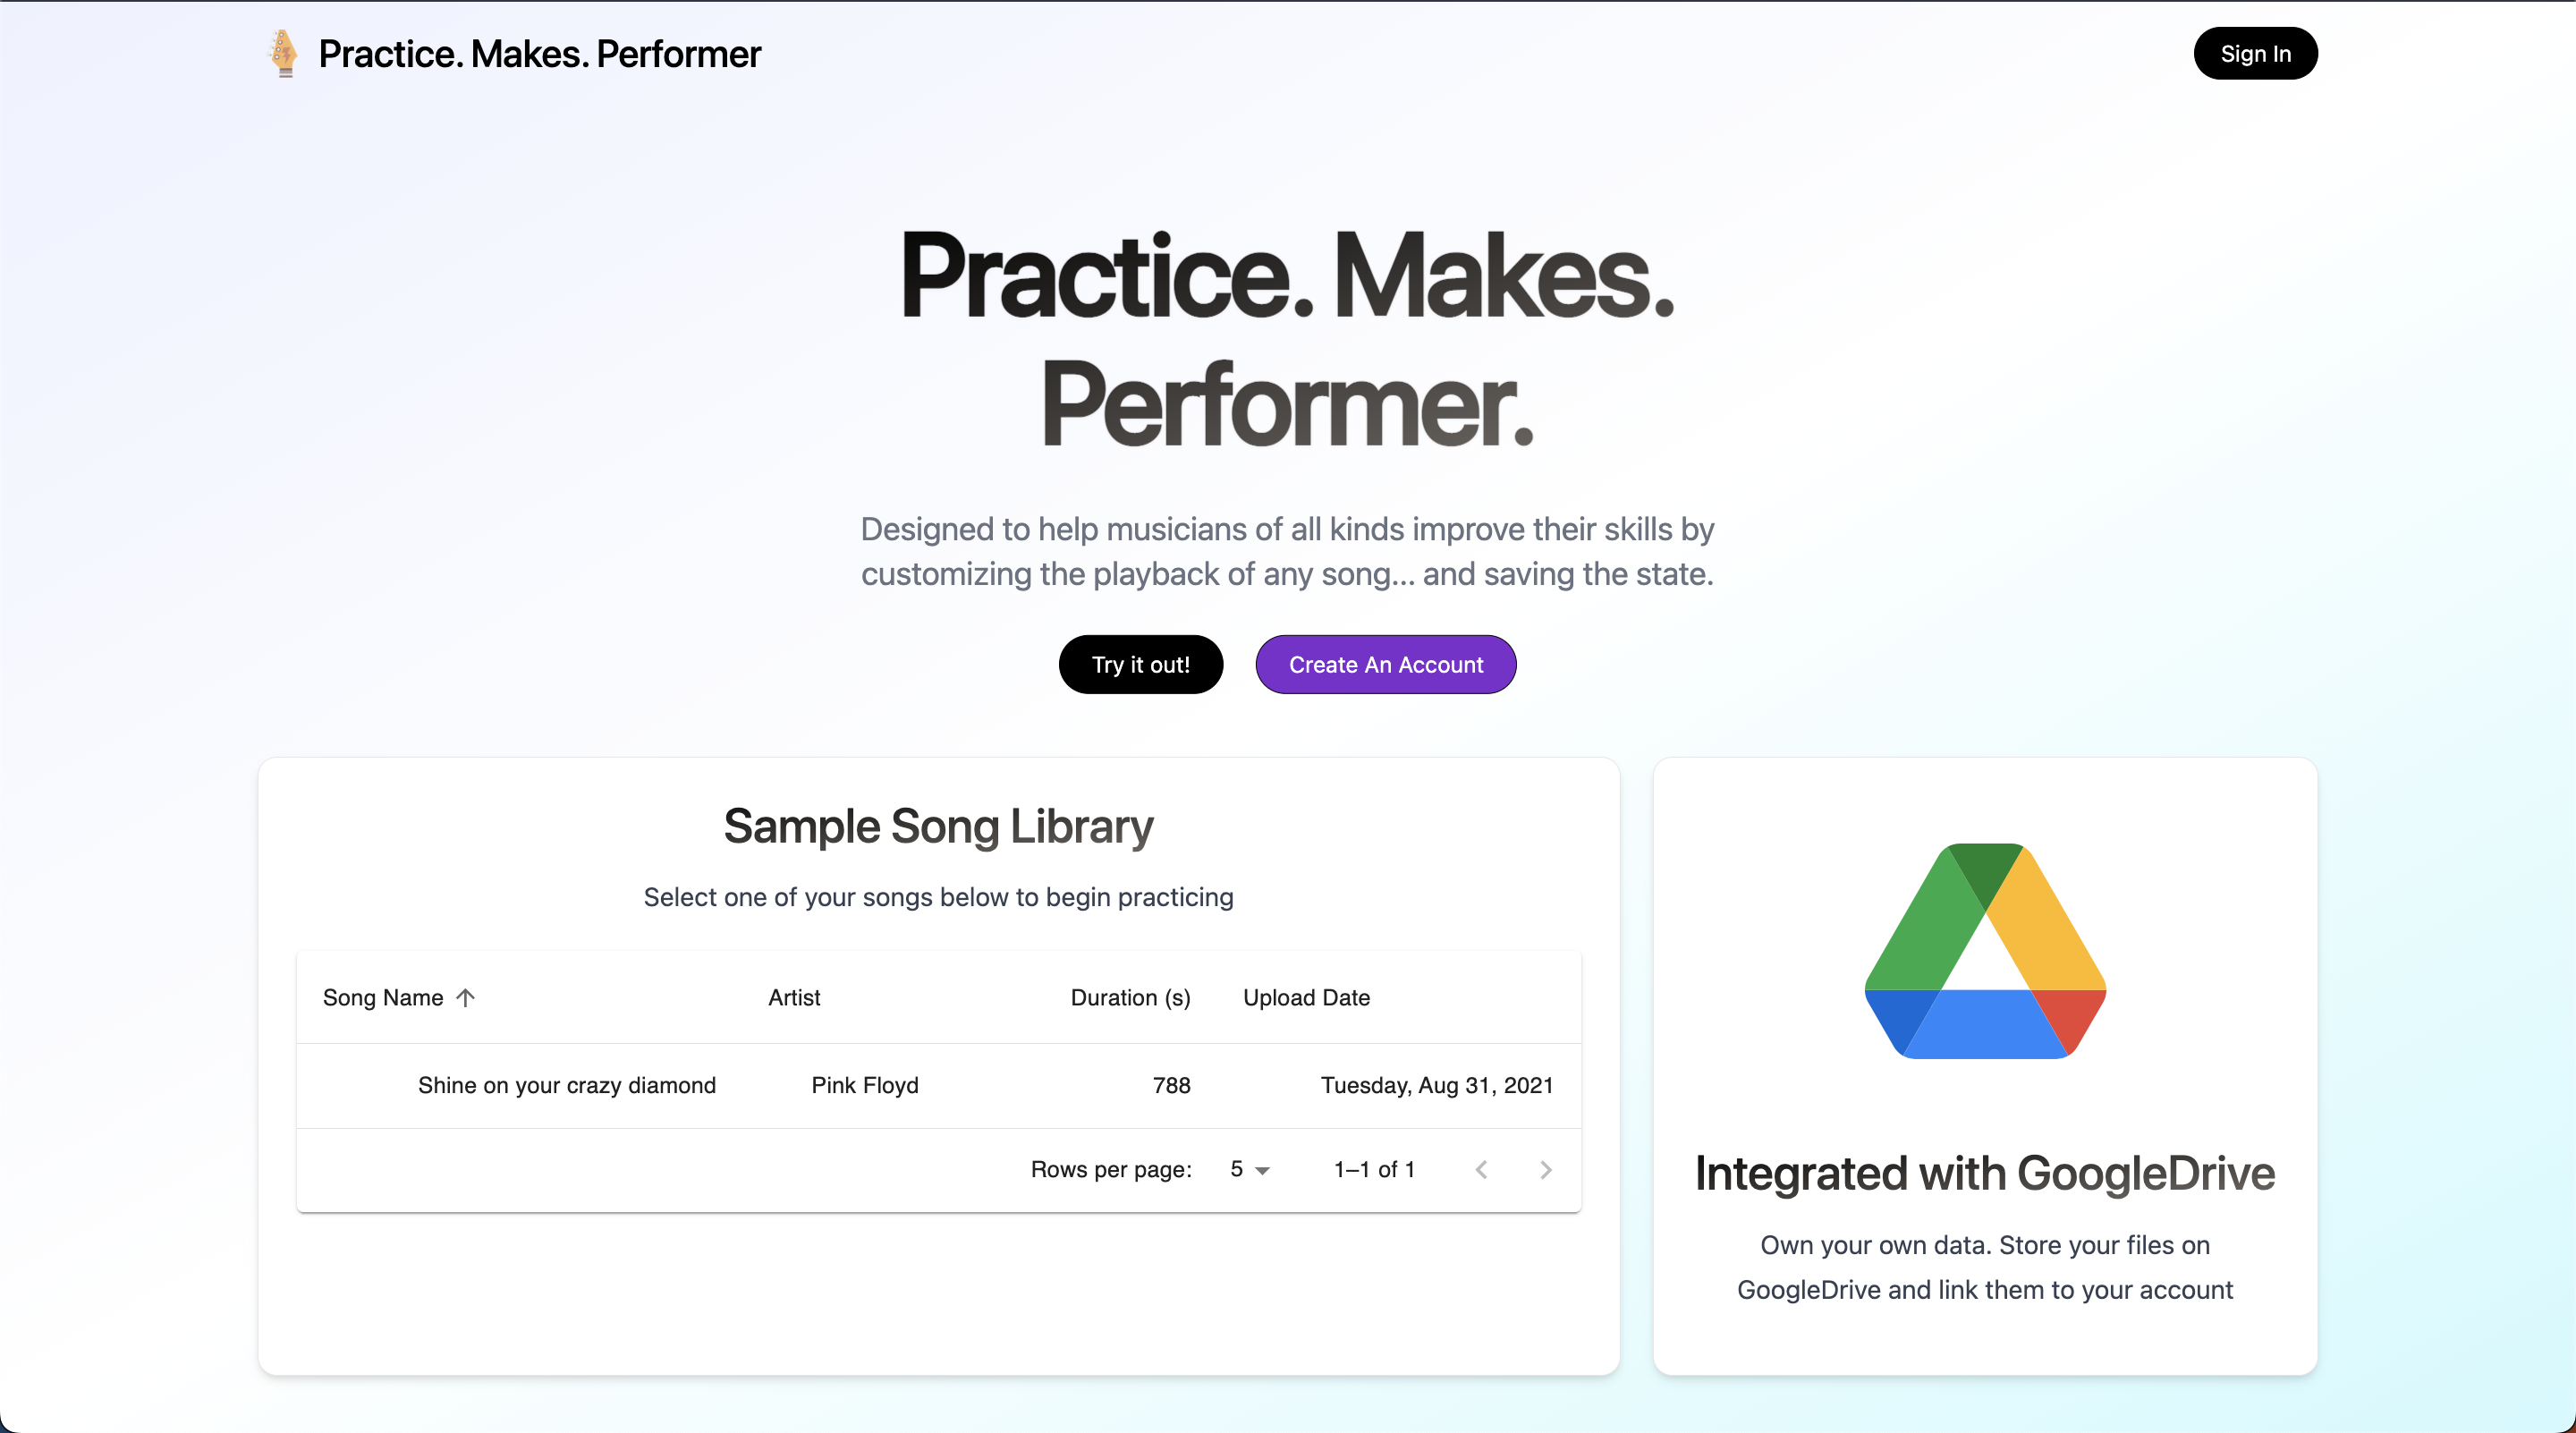 Practice. Makes. Performer
Sign In
Practice. Makes.
Performer.
Designed to help musicians of all kinds improve their skills by
customizing the playback of any song... and saving the state.
Try it out!
Create An Account
Sample Song Library
Select one of your songs below to begin practicing
Song Name Artist Duration (s) Upload Date
Shine on your crazy diamond Pink Floyd 788 Tuesday, Aug 31, 2021
Rows per page: 5 1–1 of 1
Integrated with GoogleDrive
Own your own data. Store your files on
GoogleDrive and link them to your account